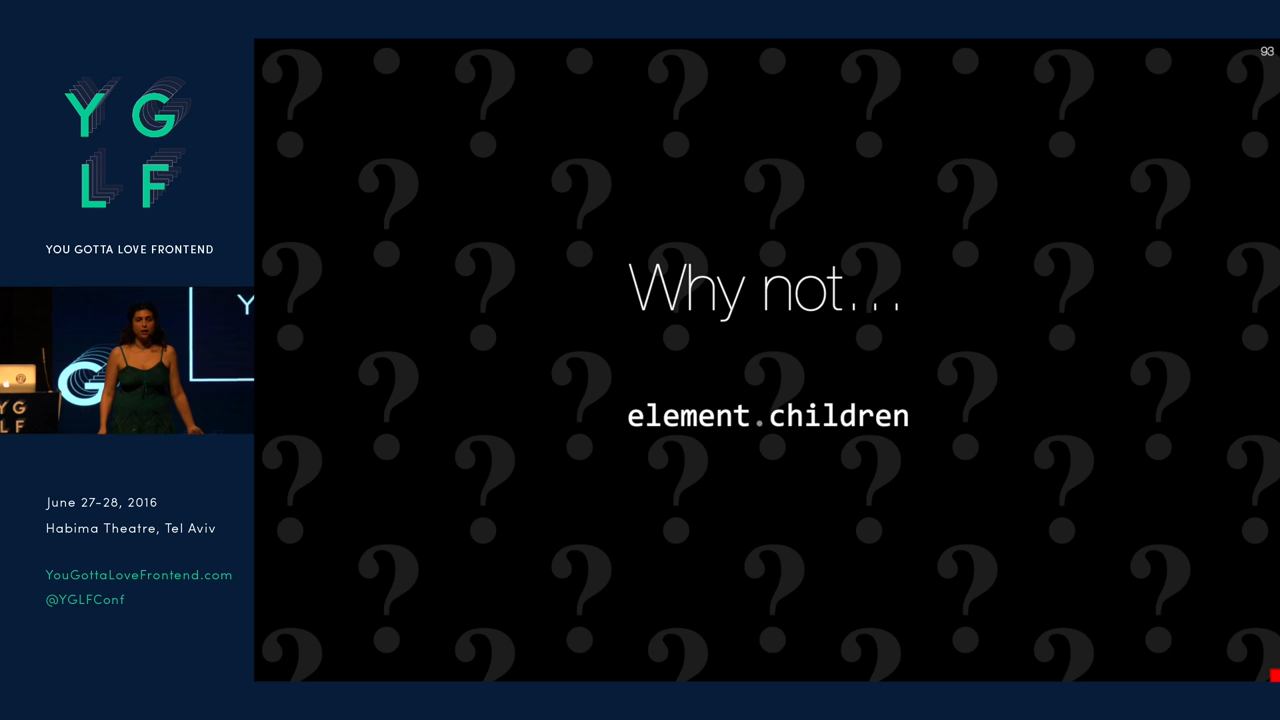 Y G
L F
YOU GOTTA LOVE FRONTEND
Y
G
Y G
L F
June 27-28, 2016
Habima Theatre, Tel Aviv
YouGottaLoveFrontend.com
@YGLFConf
93
Why not...
element.children